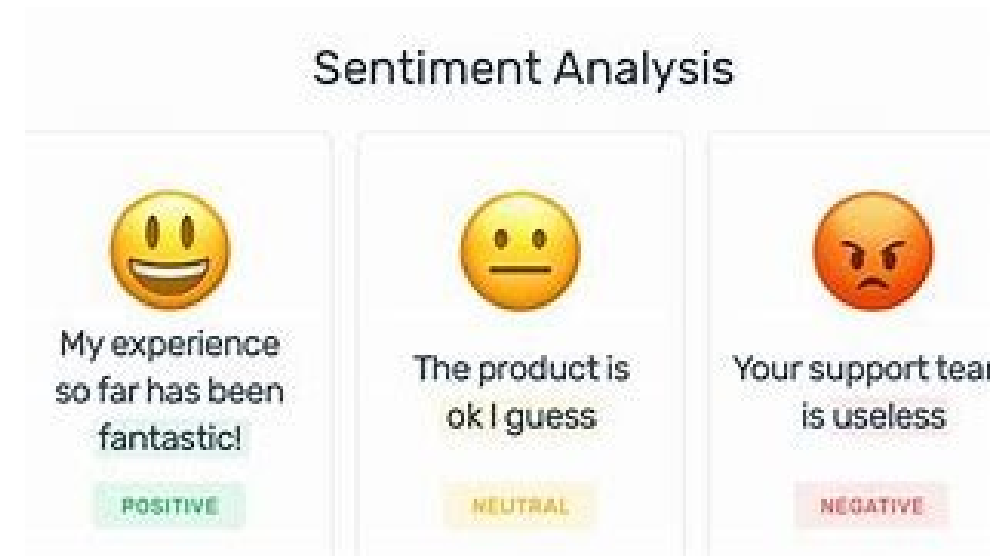 Sentiment Analysis
My experience
so far has been
fantastic!
POSITIVE
The product is
ok I guess
NEUTRAL
Your support
is useless
NEGATIVE